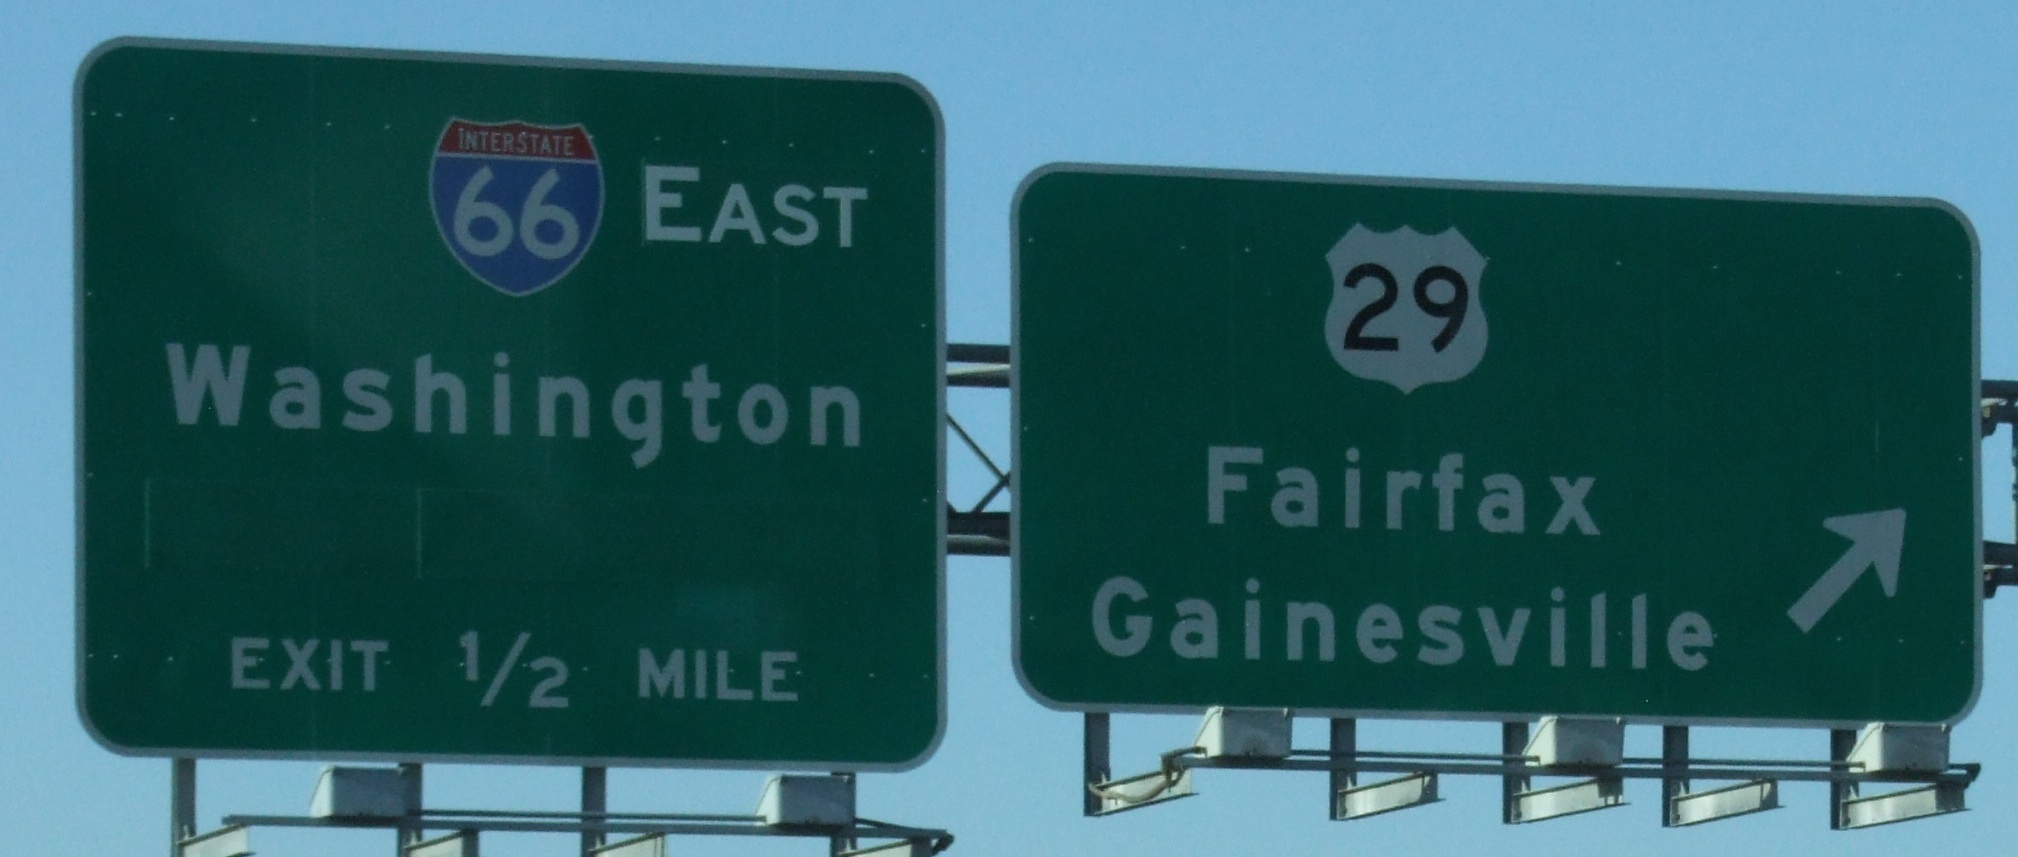 INTERSTATE
66 EAST
Washington
EXIT 1/2 MILE
29
Fairfax
Gainesville